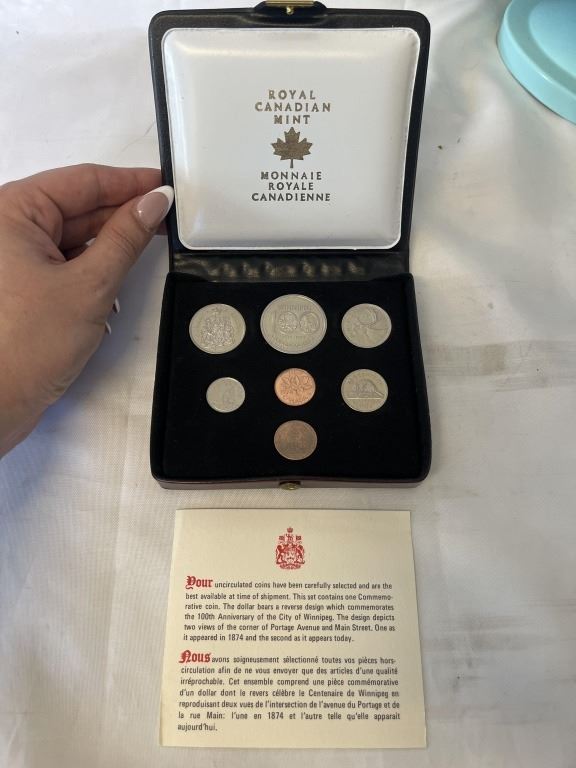 ROYAL
CANADIAN
MINT
MONNAIE
ROYALE
CANADIENNE
WINNIPEG
Your uncirculated coins have been carefully selected and are the
best available at time of shipment. This set contains one Commemo-
rative coin. The dollar bears a reverse design which commemorates
the 100th Anniversary of the City of Winnipeg. The design depicts
two views of the corner of Portage Avenue and Main Street. One as
it appeared in 1874 and the second as it appears today.
Nous avons soigneusement sélectionné toutes vos pièces hors-
circulation afin de ne vous envoyer que des articles d'une qualité
irréprochable. Cet ensemble comprend une pièce commémorative
d'un dollar dont le revers célèbre le Centenaire de Winnipeg en
reproduisant deux vues de l'intersection de l'avenue du Portage et de
la rue Main: l'une en 1874 et l'autre telle qu'elle apparaît
aujourd'hui.